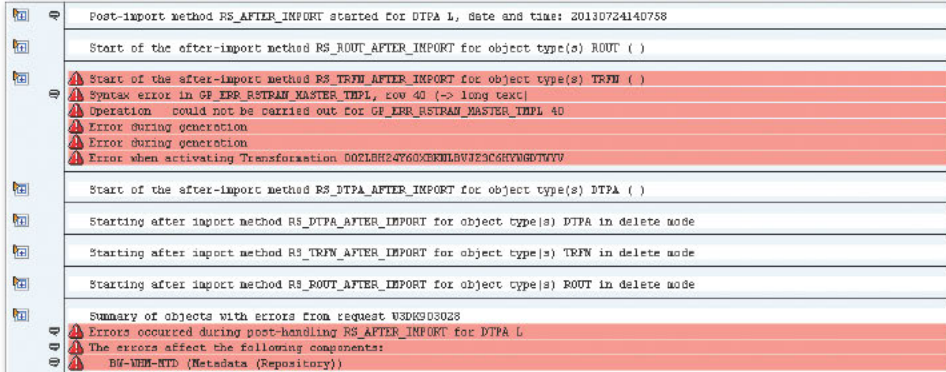 Post-import method RS_AFTER_IMPORT started for DTPA L, date and time: 20130724140758
Start of the after-import method RS_ROUT_AFTER_IMPORT for object type(s) ROUT ( )
Start of the after-import method RS_TRFN_AFTER_IMPORT for object type(s) TRFN ( )
Syntax error in GP_ERR_RSTRAN_MASTER_TMPL, row 40 (-> long text)
Operation could not be carried out for GP_ERR_RSTRAN_MASTER_TMPL 40
Error during generation
Error during generation
Error when activating Transformation
Start of the after-import method RS_DTPA_AFTER_IMPORT for object type(s) DTPA ( )
Starting after import method RS_DTPA_AFTER_IMPORT for object type(s) DTPA in delete mode
Starting after import method RS_TRFN_AFTER_IMPORT for object type(s) TRFN in delete mode
Starting after import method RS_ROUT_AFTER_IMPORT for object type(s) ROUT in delete mode
Summary of objects with errors from request W3DK903028
Errors occurred during post-handling RS_AFTER_IMPORT for DTPA L
The errors affect the following components:
BW-WHM-MTD (Metadata (Repository))